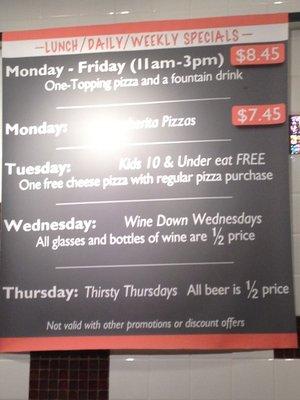 LUNCH/DAILY/WEEKLY SPECIALS
Monday - Friday (11am-3pm) $8.45
One-Topping pizza and a fountain drink
$7.45
Monday: Pizzas
Tuesday: Kids 10 & Under eat FREE
One free cheese pizza with regular pizza purchase
Wednesday: Wine Down Wednesdays
All glasses and bottles of wine are ½ price
Thursday: Thirsty Thursdays All beer is ½ price
Not valid with other promotions or discount offers